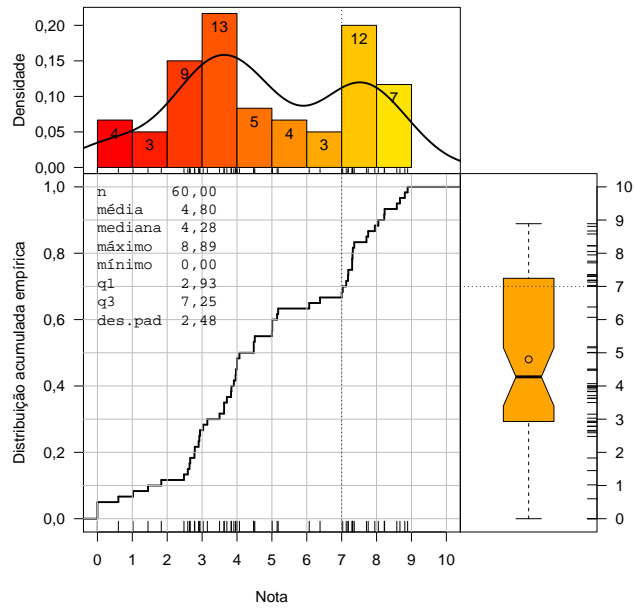 0,20
0,15
0,10
0,05
0,00
Densidade
4
3
9
13
5
4
3
12
7
1,0
0,8
0,6
0,4
0,2
0,0
Distribuição acumulada empírica
n 60,00
média 4,80
mediana 4,28
máximo 8,89
mínimo 0,00
q1 2,93
q3 7,25
des.pad 2,48
0 1 2 3 4 5 6 7 8 9 10
Nota
10
9
8
7
6
5
4
3
2
1
0